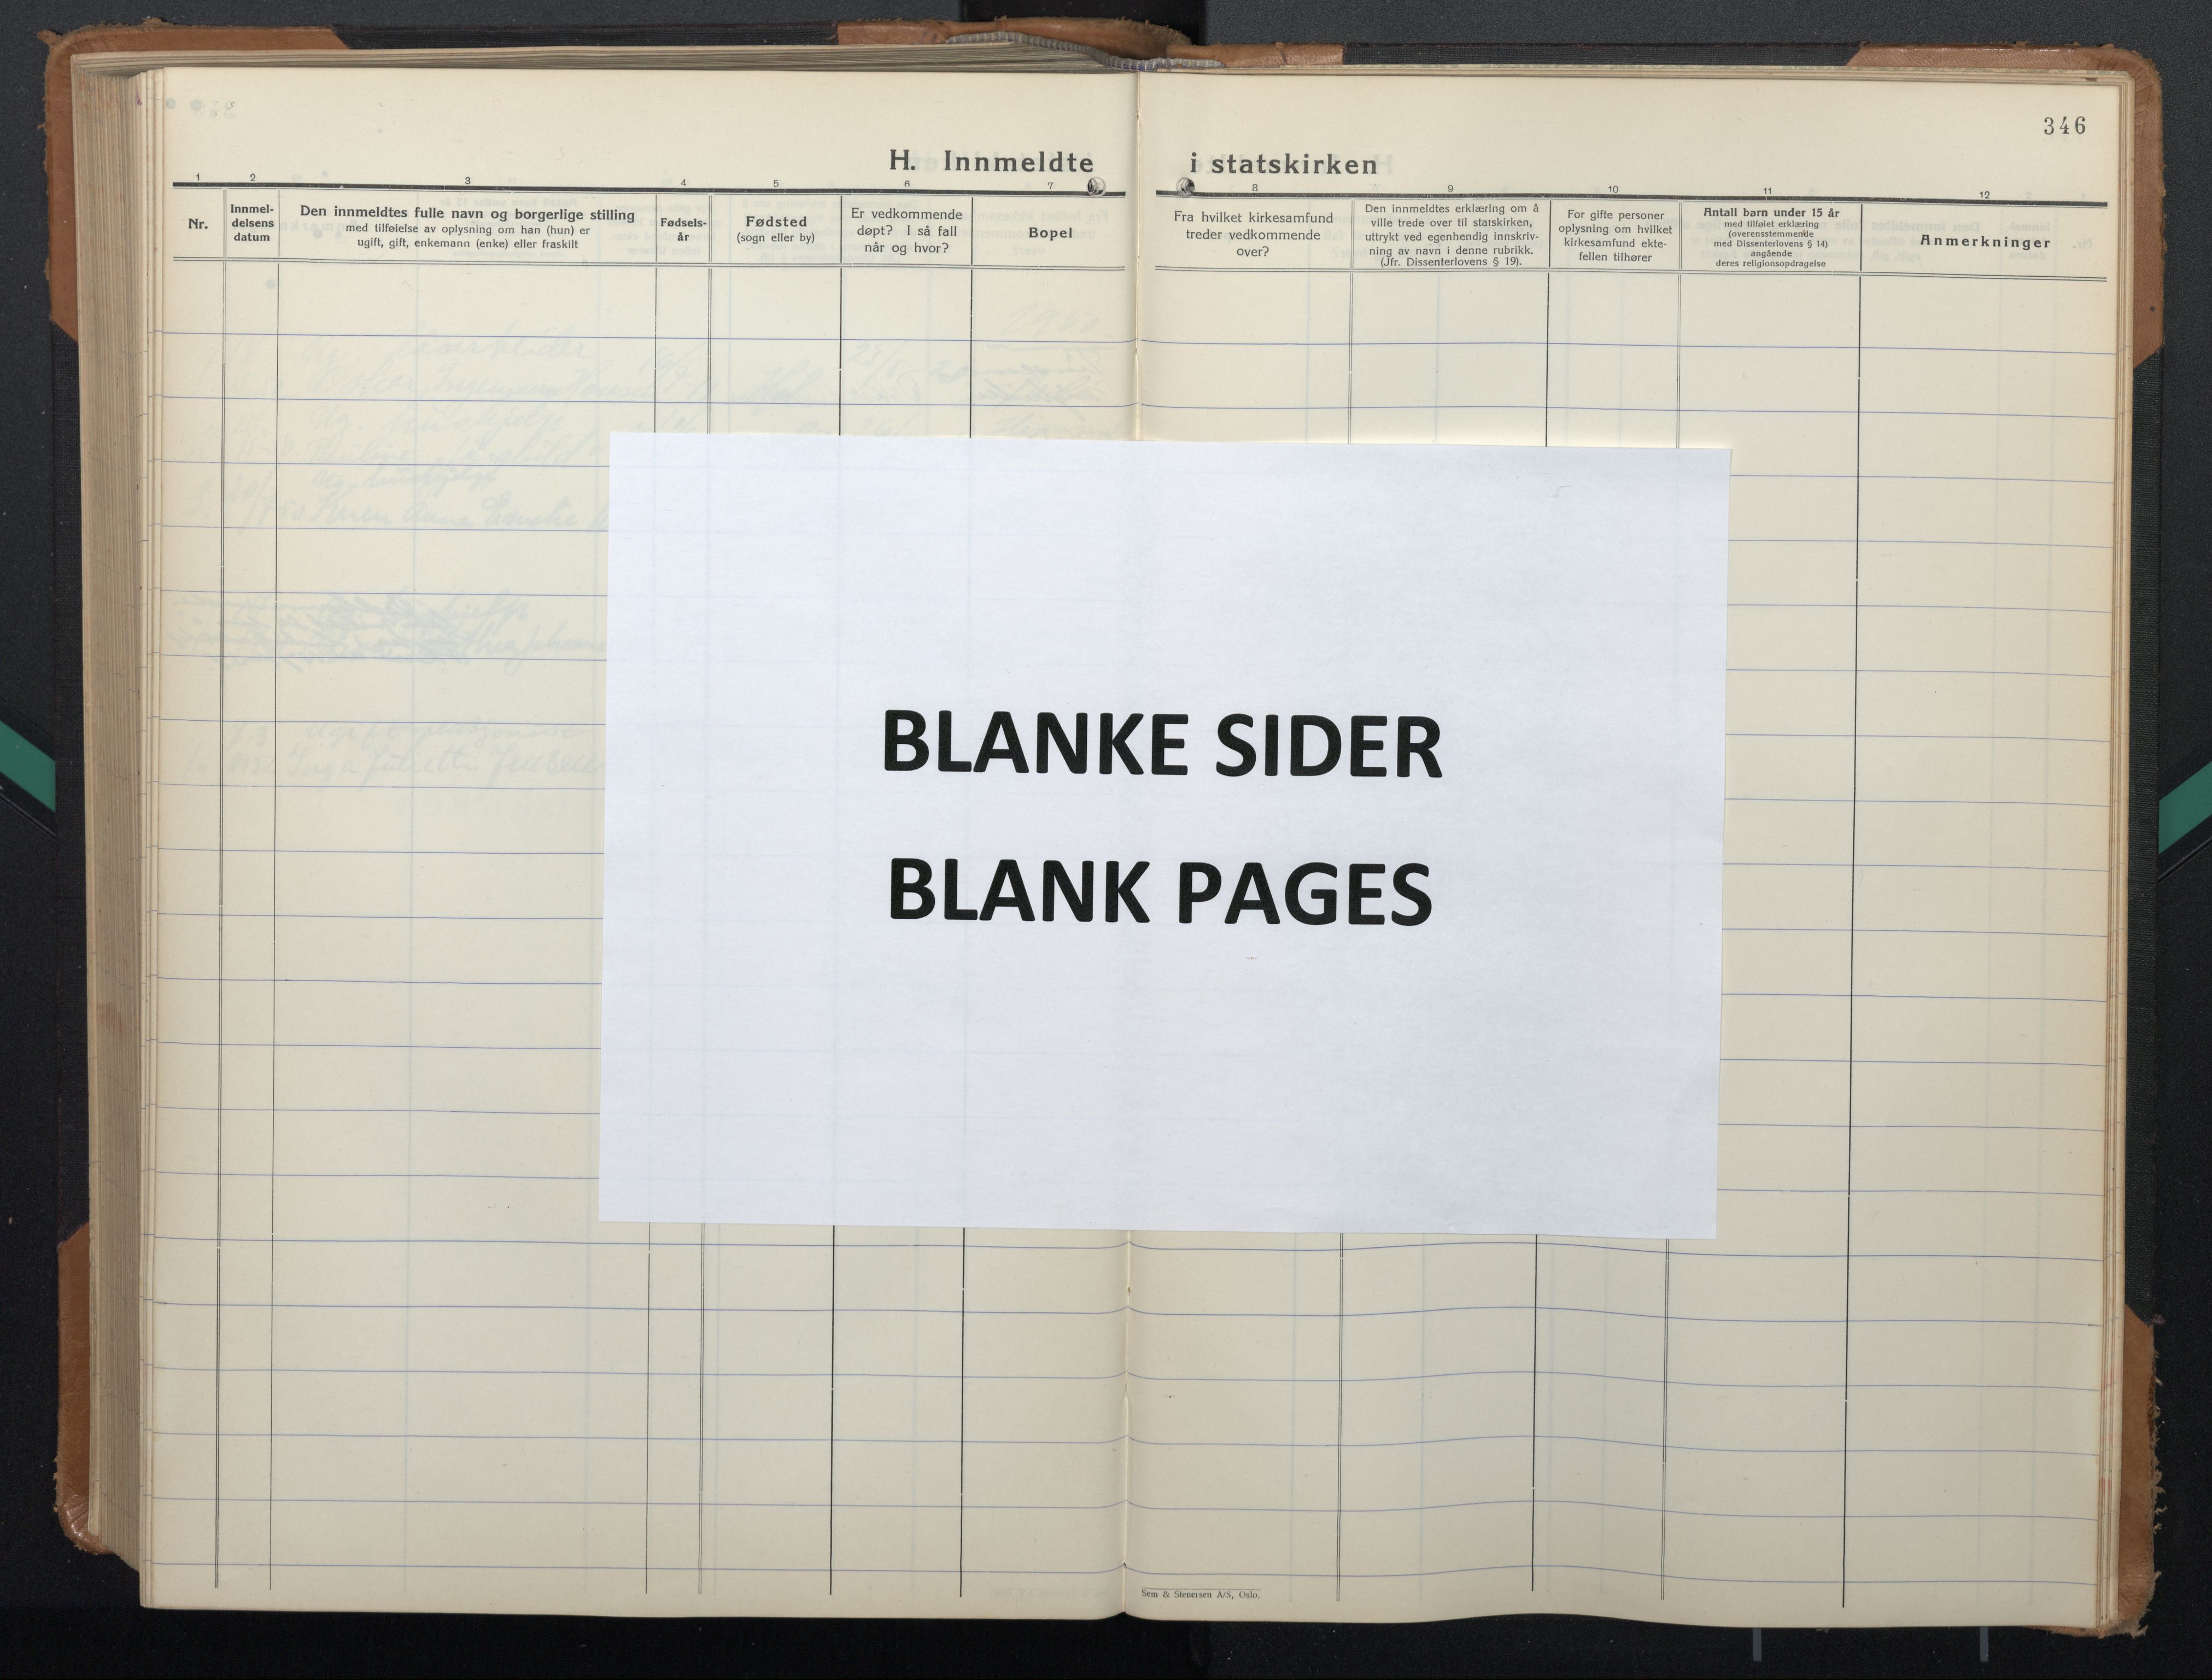 346
H. Innmeldte i statskirken
1 2 3 4 5 6 7 8 9 10 11 12
Nr.
Innmel-
delsens
datum
Den innmeldtes fulle navn og borgerlige stilling
med tilføielse av oplysning om han (hun) er
ugift, gift, enkemann (enke) eller fraskilt
Fødsels-
år
Fødsted
(sogn eller by)
Er vedkommende
døpt? I så fall
når og hvor?
Bopel
Fra hvilket kirkesamfund
treder vedkommende
over?
Den innmeldtes erklæring om å
ville trede over til statskirken,
uttrykt ved egenhendig innskriv-
ning av navn i denne rubrikk.
(Jfr. Dissenterlovens § 19).
For gifte personer
oplysning om hvilket
kirkesamfund ekte-
fellen tilhører
Antall barn under 15 år
med tilføiet erklæring
(overensstemmende
med Dissenterlovens § 14)
angående
deres religionsopdragelse
Anmerkninger
BLANKE SIDER
BLANK PAGES
Sem & Stenersen A/S, Oslo.